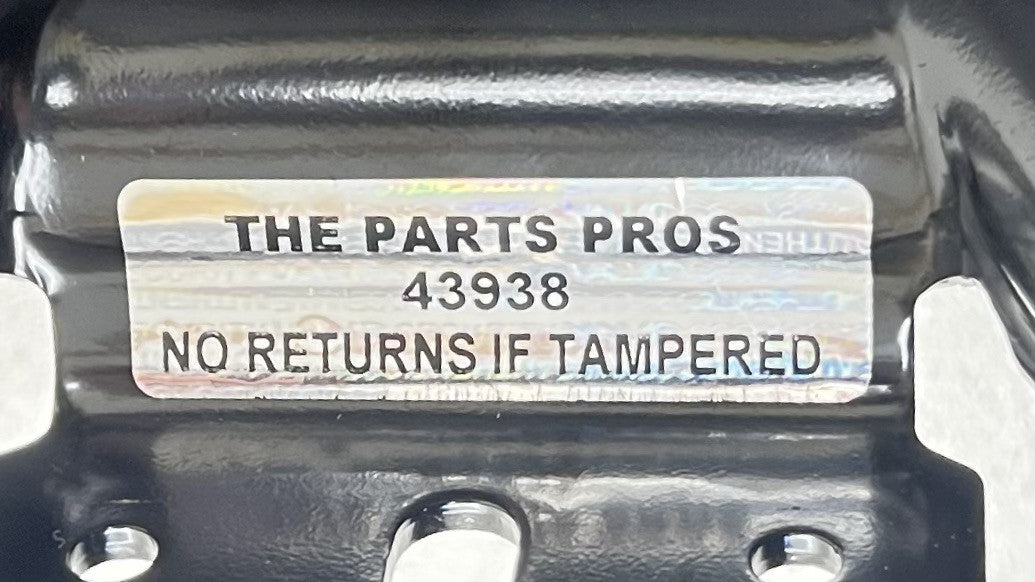 THE PARTS PROS
43938
NO RETURNS IF TAMPERED